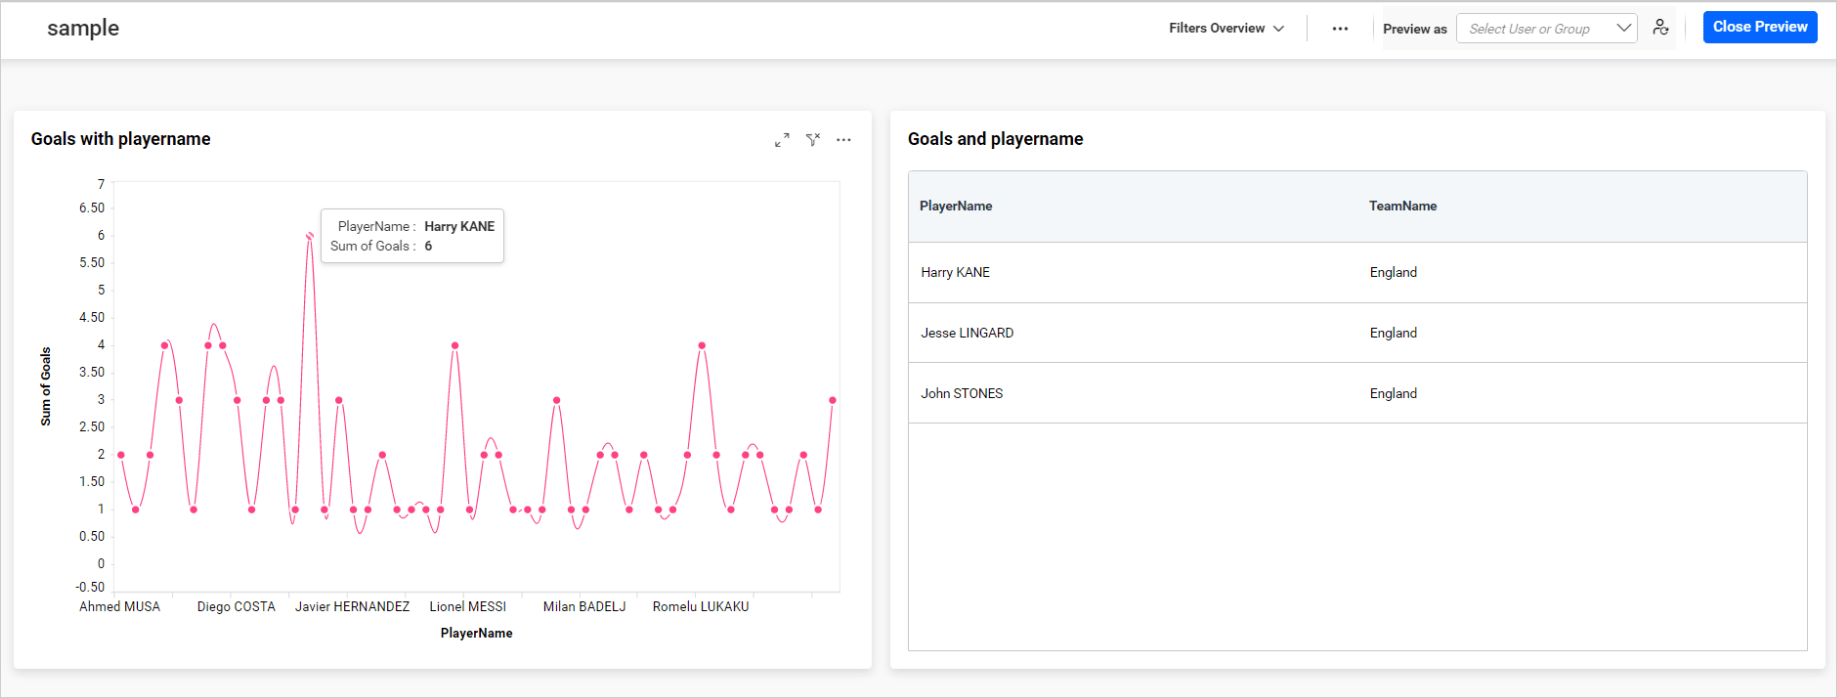 sample
Filters Overview
Preview as
Select User or Group
Close Preview
Goals with playername
7
6.50
6
5.50
5
4.50
4
3.50
3
2.50
2
1.50
1
0.50
0
-0.50
Sum of Goals
PlayerName : Harry KANE
Sum of Goals : 6
Ahmed MUSA Diego COSTA Javier HERNANDEZ Lionel MESSI Milan BADELJ Romelu LUKAKU
PlayerName
Goals and playername
PlayerName TeamName
Harry KANE England
Jesse LINGARD England
John STONES England